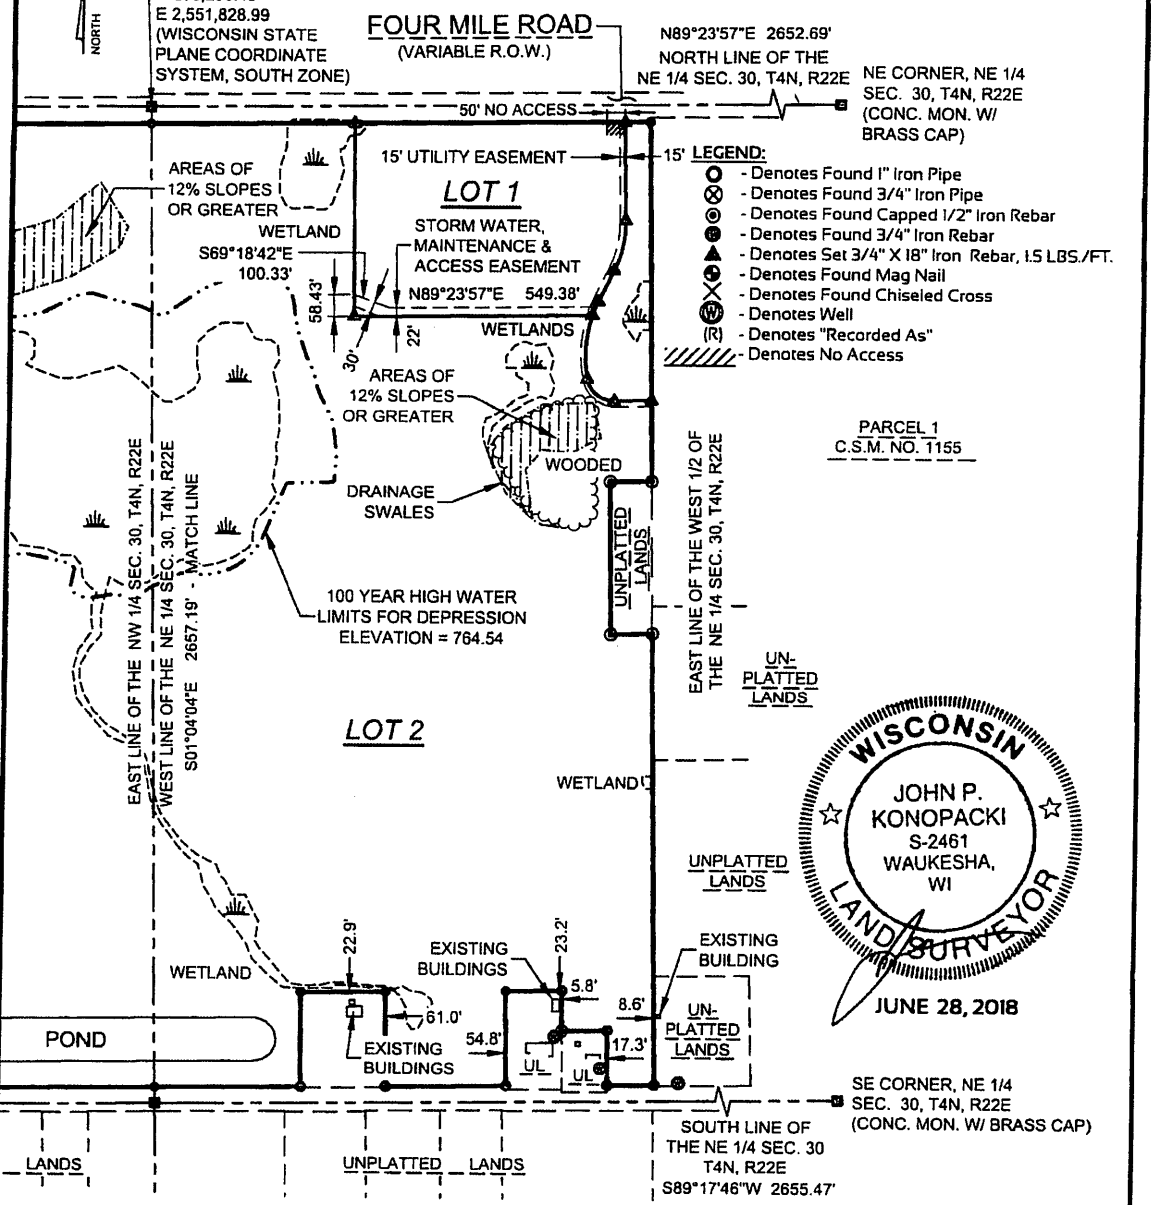 E 2,551,828.99
(WISCONSIN STATE
PLANE COORDINATE
SYSTEM, SOUTH ZONE)
NORTH
FOUR MILE ROAD
(VARIABLE R.O.W.)
N89°23'57"E 2652.69'
NORTH LINE OF THE
NE 1/4 SEC. 30, T4N, R22E
NE CORNER, NE 1/4
SEC. 30, T4N, R22E
(CONC. MON. W/
BRASS CAP)
50' NO ACCESS
15' UTILITY EASEMENT
15'
LEGEND:
- Denotes Found 1" Iron Pipe
- Denotes Found 3/4" Iron Pipe
- Denotes Found Capped 1/2" Iron Rebar
- Denotes Found 3/4" Iron Rebar
- Denotes Set 3/4" X 18" Iron Rebar, 1.5 LBS./FT.
- Denotes Found Mag Nail
- Denotes Found Chiseled Cross
W - Denotes Well
(R) - Denotes "Recorded As"
- Denotes No Access
AREAS OF
12% SLOPES
OR GREATER
LOT 1
WETLAND
STORM WATER,
MAINTENANCE &
ACCESS EASEMENT
S69°18'42"E
100.33'
N89°23'57"E 549.38'
58.43'
30'
22'
WETLANDS
AREAS OF
12% SLOPES
OR GREATER
WOODED
DRAINAGE
SWALES
PARCEL 1
C.S.M. NO. 1155
UNPLATTED
LANDS
EAST LINE OF THE WEST 1/2 OF
THE NE 1/4 SEC. 30, T4N, R22E
EAST LINE OF THE NW 1/4 SEC. 30, T4N, R22E
WEST LINE OF THE NE 1/4 SEC. 30, T4N, R22E
S01°04'04"E 2657.19' - MATCH LINE
100 YEAR HIGH WATER
LIMITS FOR DEPRESSION
ELEVATION = 764.54
UN-
PLATTED
LANDS
LOT 2
WETLAND
UNPLATTED
LANDS
WISCONSIN
JOHN P.
KONOPACKI
S-2461
WAUKESHA,
WI
LAND SURVEYOR
JUNE 28, 2018
WETLAND
22.9'
EXISTING
BUILDINGS
23.2'
5.8'
EXISTING
BUILDING
8.6'
UN-
PLATTED
LANDS
POND
61.0'
EXISTING
BUILDINGS
54.8'
UL
UL
17.3'
SE CORNER, NE 1/4
SEC. 30, T4N, R22E
(CONC. MON. W/ BRASS CAP)
SOUTH LINE OF
THE NE 1/4 SEC. 30
T4N, R22E
S89°17'46"W 2655.47'
LANDS
UNPLATTED LANDS